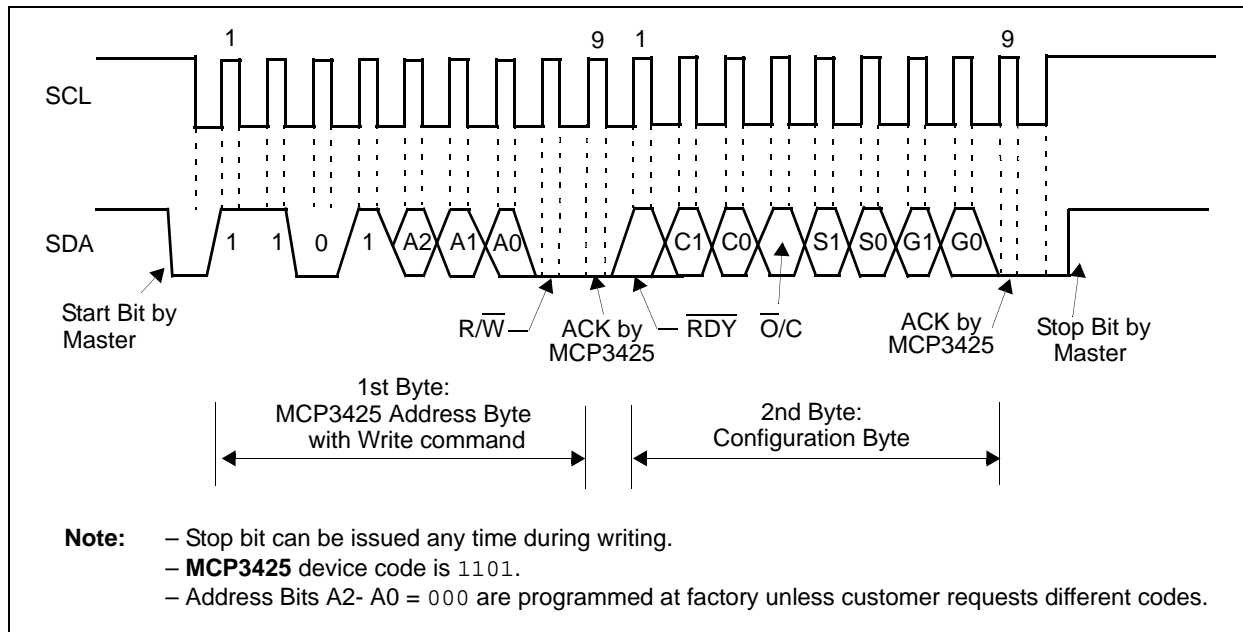 1 9 1 9
SCL
SDA 1 1 0 1 A2 A1 A0 C1 C0 S1 S0 G1 G0
Start Bit by
Master
R/W̅
ACK by
MCP3425
R̅D̅Y̅
O̅/C
ACK by
MCP3425
Stop Bit by
Master
1st Byte:
MCP3425 Address Byte
with Write command
2nd Byte:
Configuration Byte
Note: – Stop bit can be issued any time during writing.
– MCP3425 device code is 1101.
– Address Bits A2- A0 = 000 are programmed at factory unless customer requests different codes.